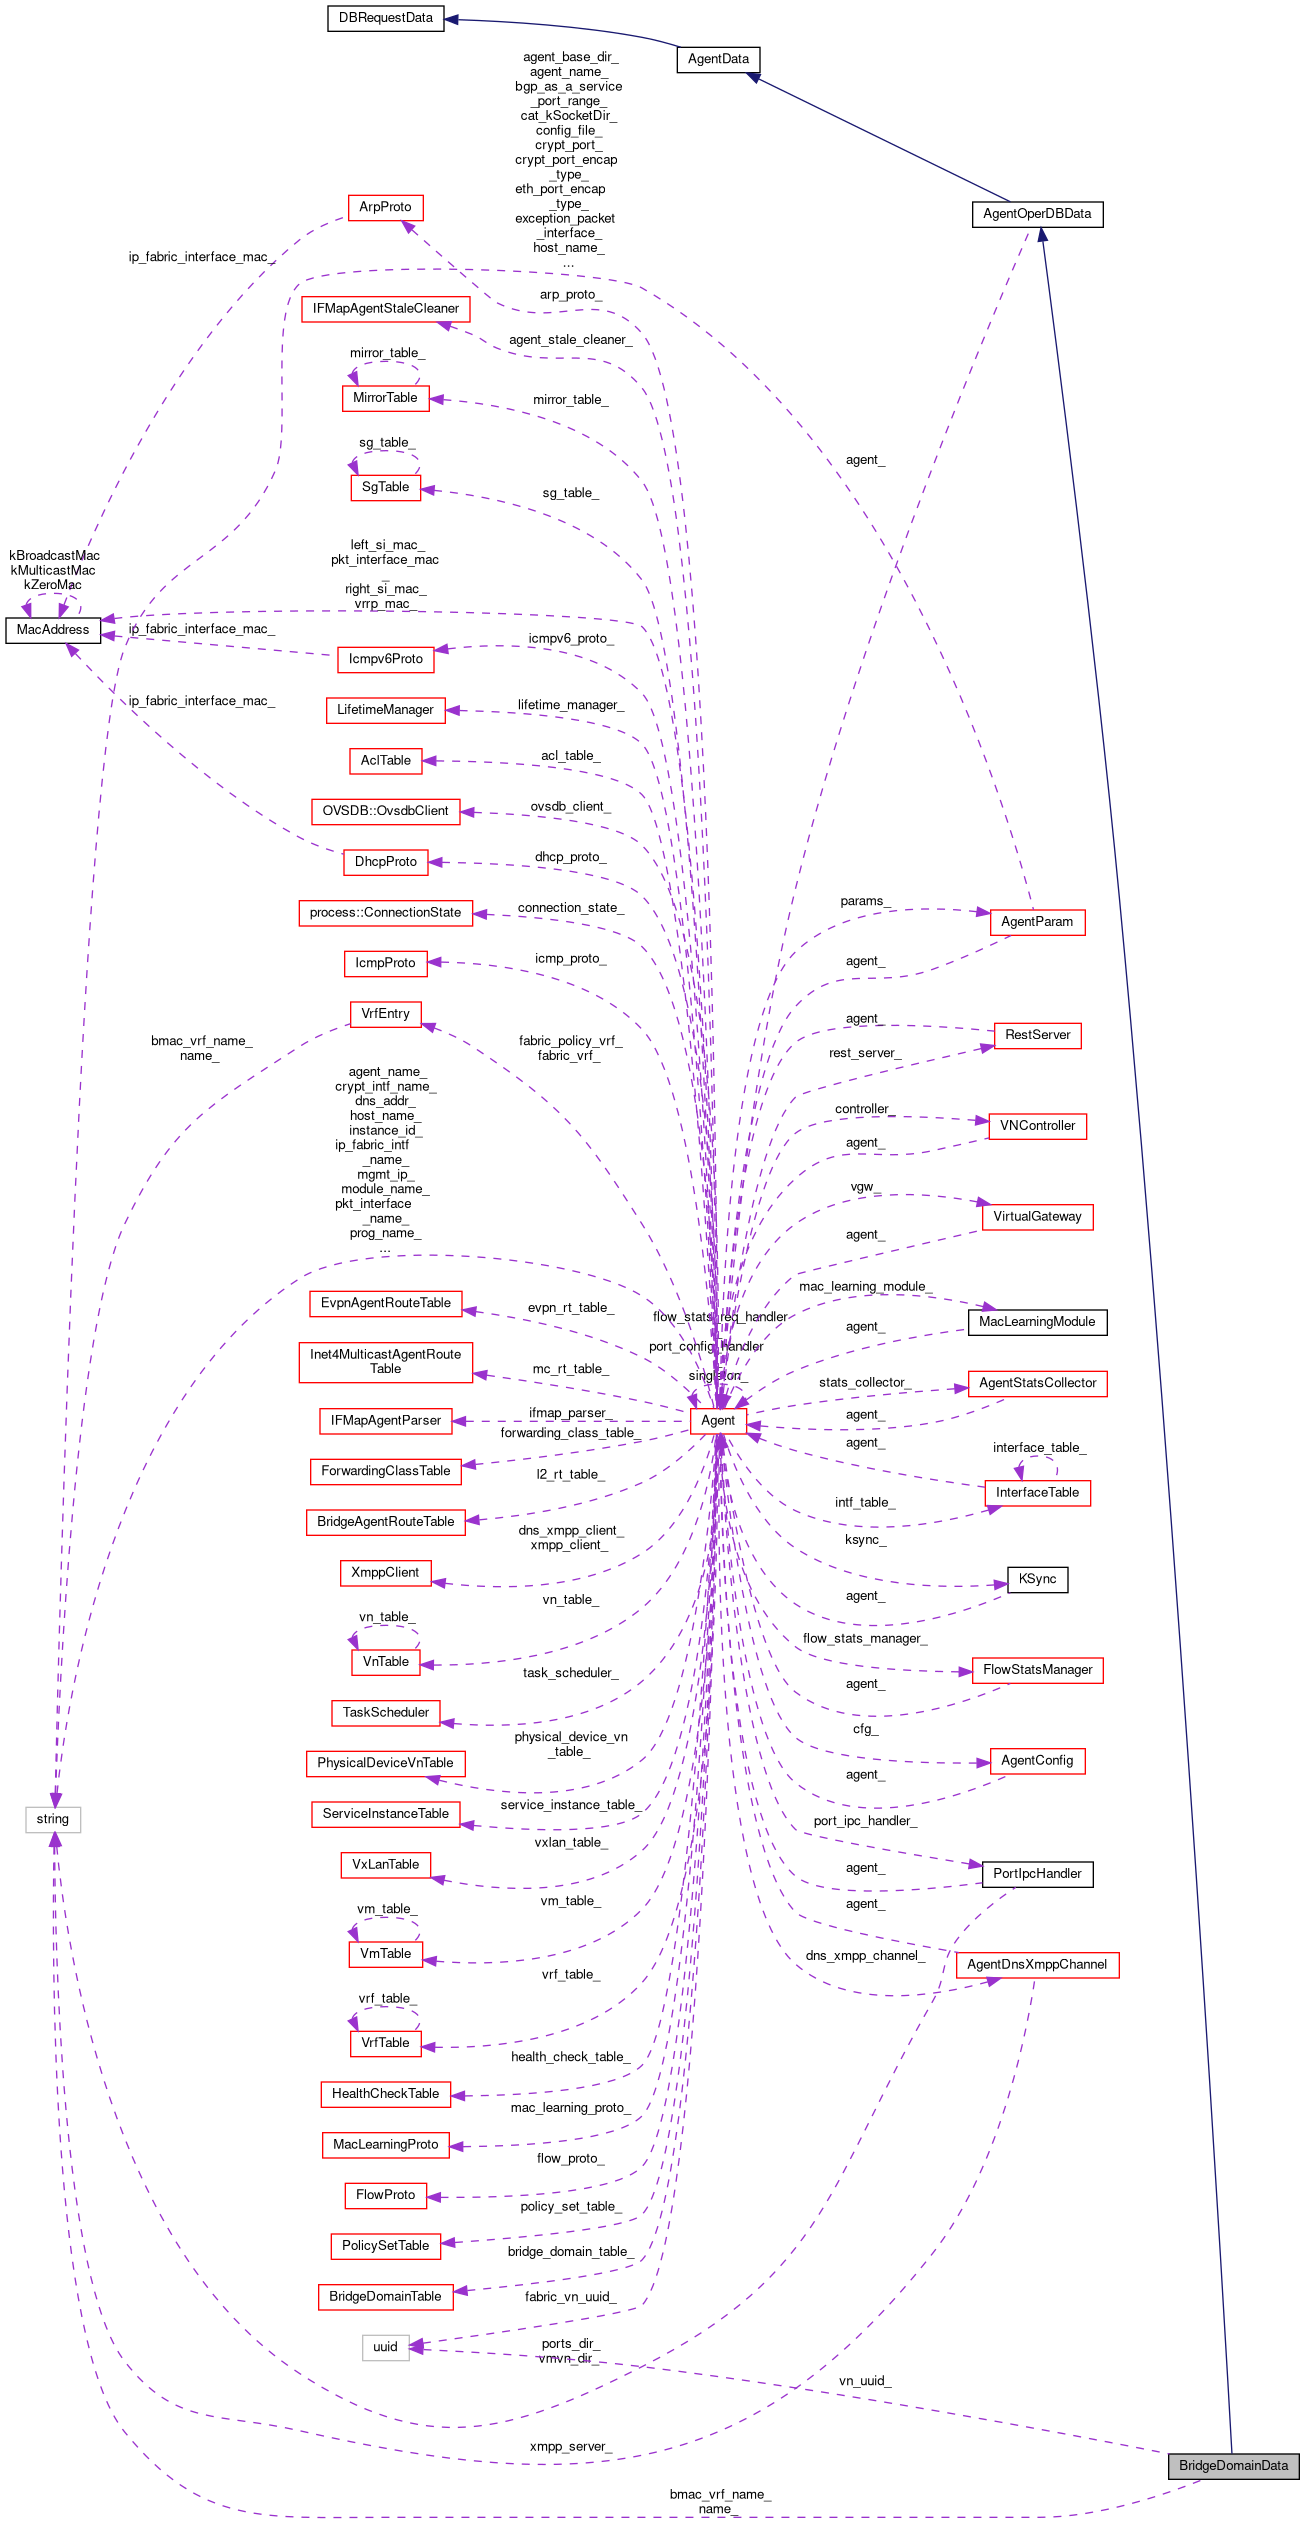 DBRequestData
AgentData
agent_base_dir_
agent_name_
bgp_as_a_service
_port_range_
cat_kSocketDir_
config_file_
crypt_port_
crypt_port_encap
_type_
eth_port_encap
_type_
exception_packet
_interface_
host_name_
...
ArpProto
AgentOperDBData
ip_fabric_interface_mac_
arp_proto_
IFMapAgentStaleCleaner
agent_stale_cleaner_
mirror_table_
MirrorTable
mirror_table_
sg_table_
agent_
SgTable
sg_table_
kBroadcastMac
kMulticastMac
kZeroMac
left_si_mac_
pkt_interface_mac
_
right_si_mac_
vrrp_mac_
MacAddress
ip_fabric_interface_mac_
Icmpv6Proto
icmpv6_proto_
ip_fabric_interface_mac_
LifetimeManager
lifetime_manager_
AclTable
acl_table_
OVSDB::OvsdbClient
ovsdb_client_
DhcpProto
dhcp_proto_
process::ConnectionState
connection_state_
params_
AgentParam
IcmpProto
icmp_proto_
agent_
VrfEntry
agent_
RestServer
bmac_vrf_name_
name_
fabric_policy_vrf_
fabric_vrf_
rest_server_
agent_name_
crypt_intf_name_
dns_addr_
host_name_
instance_id_
ip_fabric_intf
_name_
mgmt_ip_
module_name_
pkt_interface
_name_
prog_name_
...
controller_
VNController
agent_
vgw_
VirtualGateway
agent_
EvpnAgentRouteTable
evpn_rt_table_
flow_stats_req_handler
_
port_config_handler
_
singleton_
mac_learning_module_
MacLearningModule
agent_
Inet4MulticastAgentRoute
Table
mc_rt_table_
stats_collector_
AgentStatsCollector
IFMapAgentParser
ifmap_parser_
Agent
agent_
forwarding_class_table_
agent_
interface_table_
ForwardingClassTable
l2_rt_table_
InterfaceTable
BridgeAgentRouteTable
intf_table_
dns_xmpp_client_
xmpp_client_
ksync_
XmppClient
KSync
vn_table_
vn_table_
agent_
VnTable
flow_stats_manager_
task_scheduler_
FlowStatsManager
TaskScheduler
agent_
physical_device_vn
_table_
cfg_
PhysicalDeviceVnTable
AgentConfig
agent_
service_instance_table_
ServiceInstanceTable
string
port_ipc_handler_
vxlan_table_
VxLanTable
PortIpcHandler
agent_
vm_table_
vm_table_
agent_
VmTable
dns_xmpp_channel_
AgentDnsXmppChannel
vrf_table_
vrf_table_
VrfTable
health_check_table_
HealthCheckTable
mac_learning_proto_
MacLearningProto
flow_proto_
FlowProto
policy_set_table_
PolicySetTable
bridge_domain_table_
BridgeDomainTable
fabric_vn_uuid_
uuid
ports_dir_
vmvn_dir_
vn_uuid_
xmpp_server_
BridgeDomainData
bmac_vrf_name_
name_